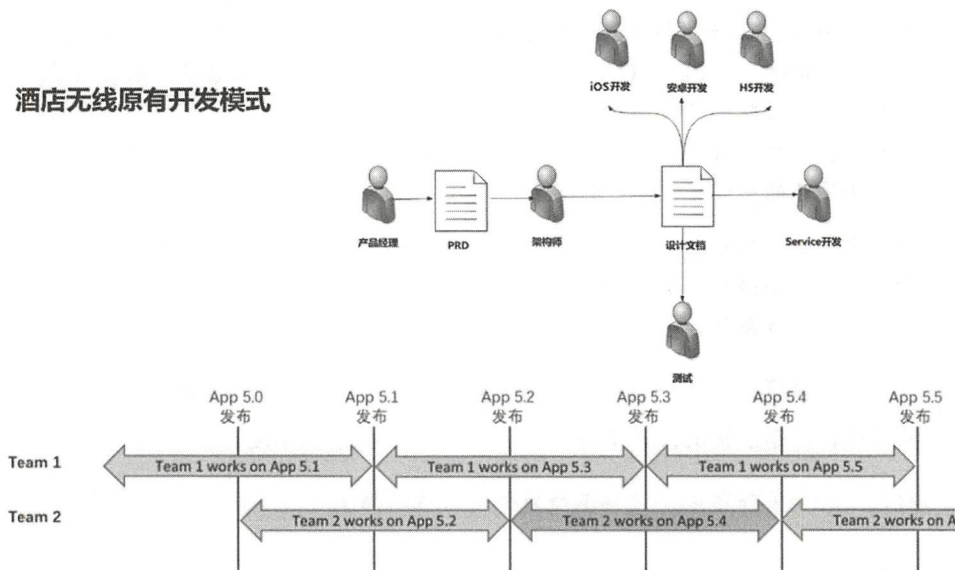 iOS开发
安卓开发
H5开发
酒店无线原有开发模式
产品经理
PRD
架构师
设计文档
Service开发
测试
App 5.0
发布
App 5.1
发布
App 5.2
发布
App 5.3
发布
App 5.4
发布
App 5.5
发布
Team 1
Team 1 works on App 5.1
Team 1 works on App 5.3
Team 1 works on App 5.5
Team 2
Team 2 works on App 5.2
Team 2 works on App 5.4
Team 2 works on A